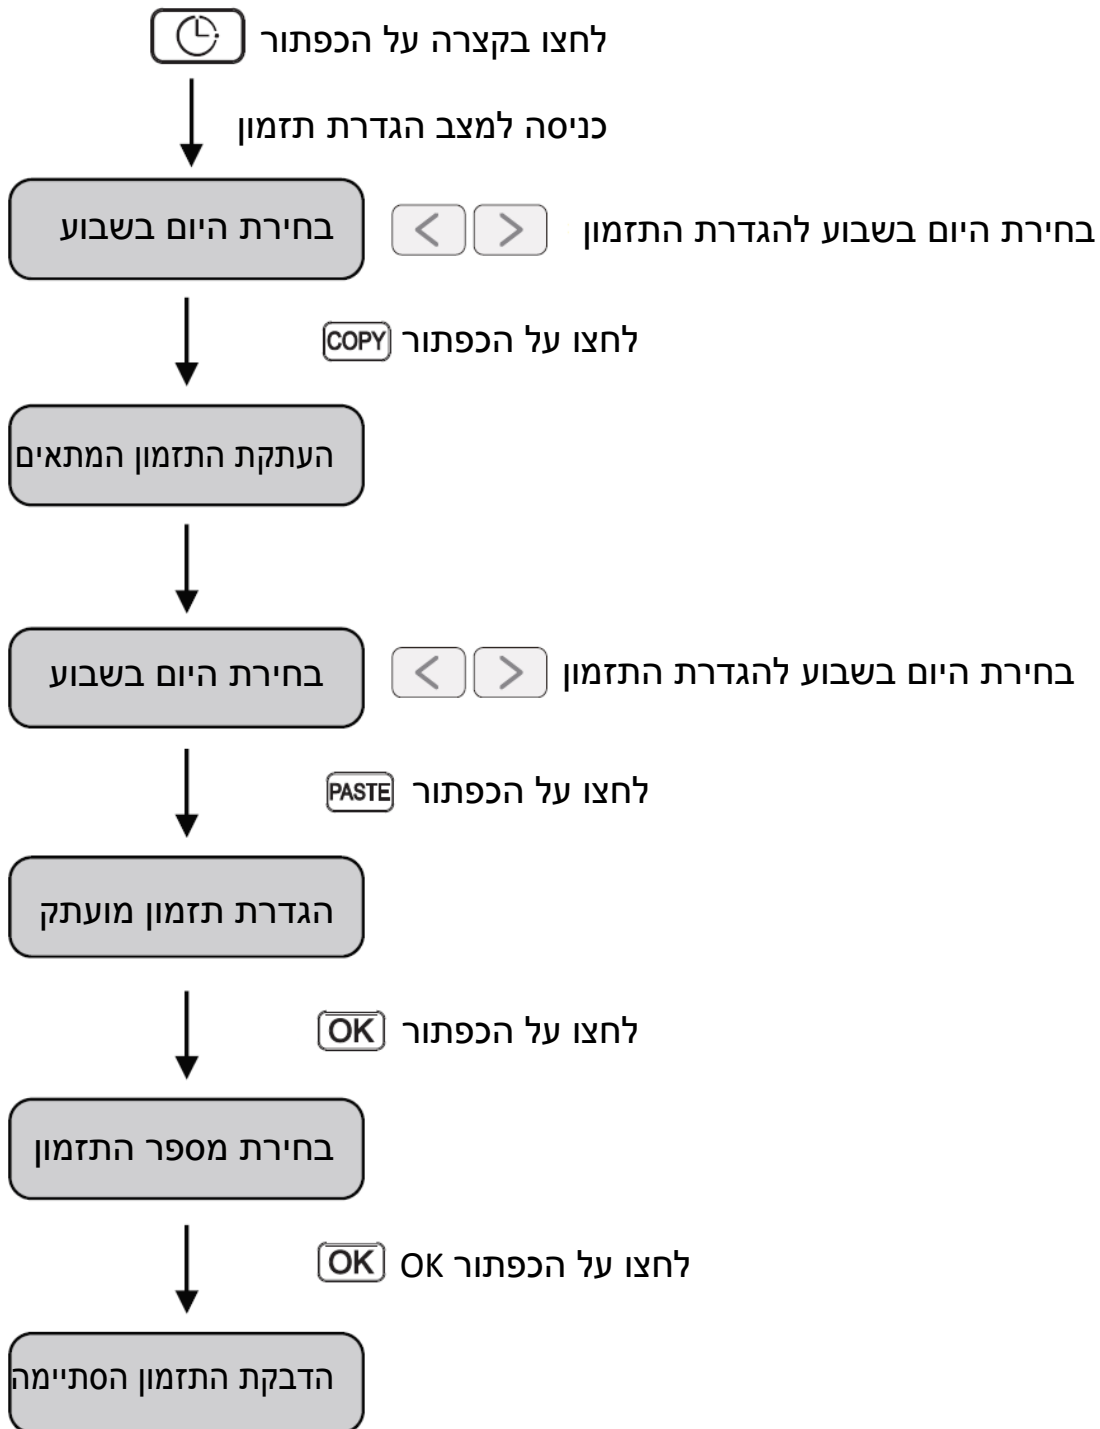 לחצו בקצרה על הכפתור
כניסה למצב הגדרת תזמון
בחירת היום בשבוע להגדרת התזמון < > בחירת היום בשבוע
לחצו על הכפתור COPY
העתקת התזמון המתאים
בחירת היום בשבוע להגדרת התזמון < > בחירת היום בשבוע
לחצו על הכפתור PASTE
הגדרת תזמון מועתק
לחצו על הכפתור OK
בחירת מספר התזמון
לחצו על הכפתור OK OK
הדבקת התזמון הסתיימה